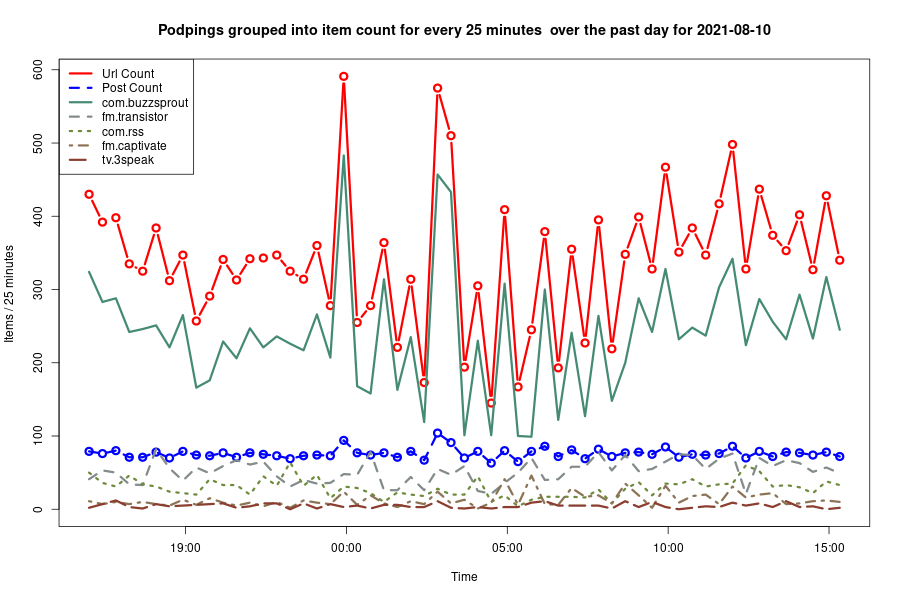 Podpings grouped into item count for every 25 minutes  over the past day for 2021-08-10
Url Count
Post Count
com.buzzsprout
fm.transistor
com.rss
fm.captivate
tv.3speak
Items / 25 minutes
600
500
400
300
200
100
0
19:00 00:00 05:00 10:00 15:00
Time